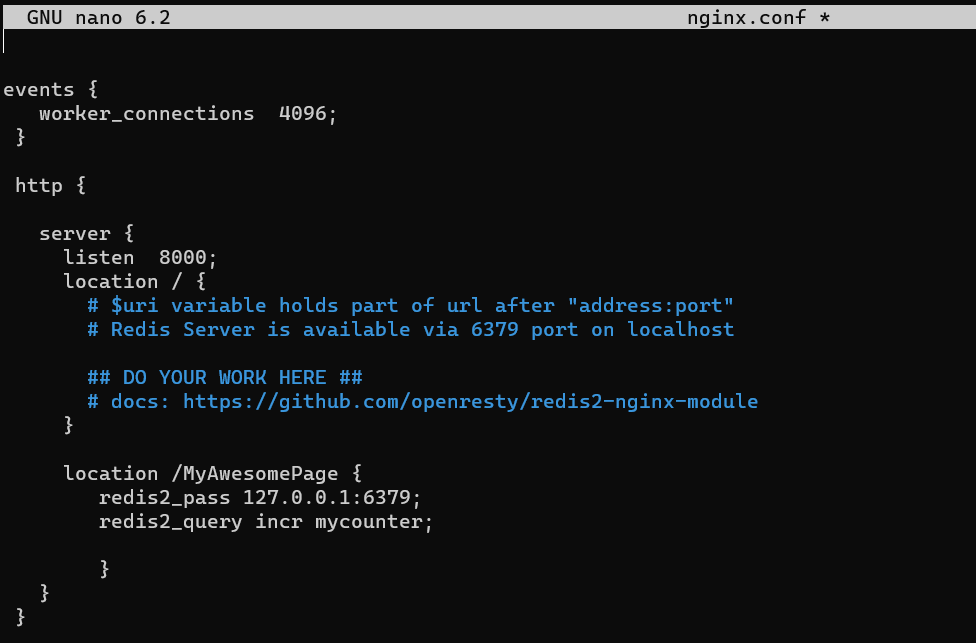 GNU nano 6.2 nginx.conf *
events {
worker_connections  4096;
}
http {
server {
listen  8000;
location / {
# $uri variable holds part of url after "address:port"
# Redis Server is available via 6379 port on localhost
## DO YOUR WORK HERE ##
# docs: https://github.com/openresty/redis2-nginx-module
}
location /MyAwesomePage {
redis2_pass 127.0.0.1:6379;
redis2_query incr mycounter;
}
}
}